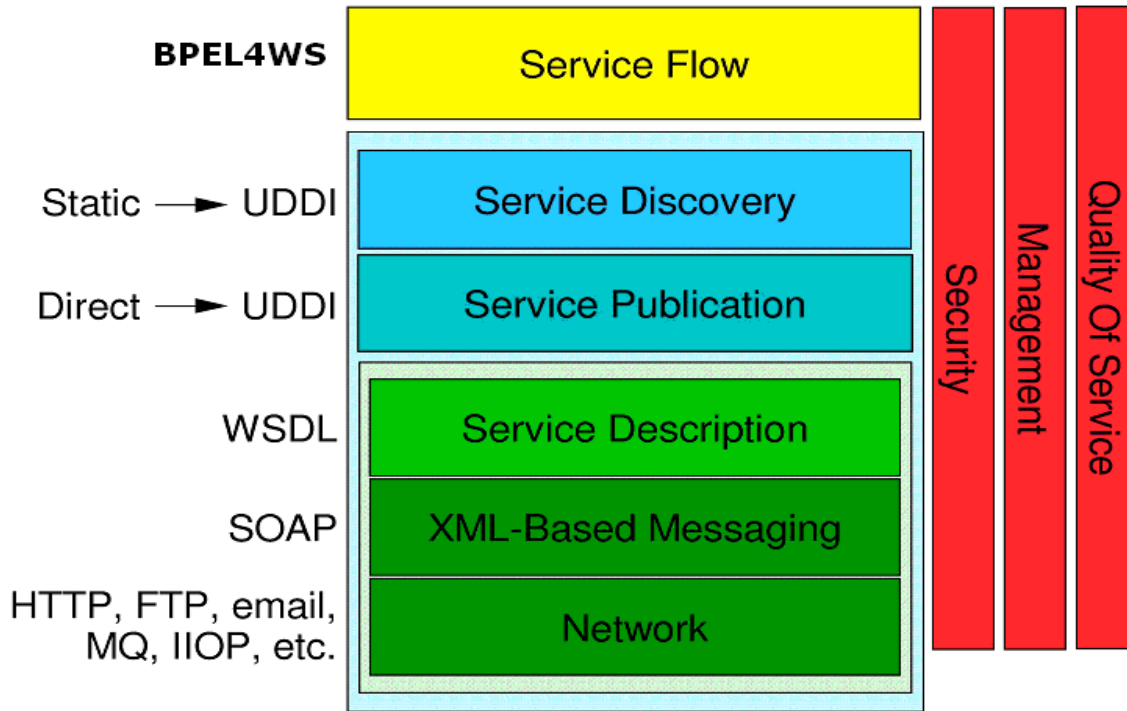 BPEL4WS
Service Flow
Static → UDDI
Service Discovery
Direct → UDDI
Service Publication
WSDL
Service Description
SOAP
XML-Based Messaging
HTTP, FTP, email,
MQ, IIOP, etc.
Network
Security
Management
Quality Of Service